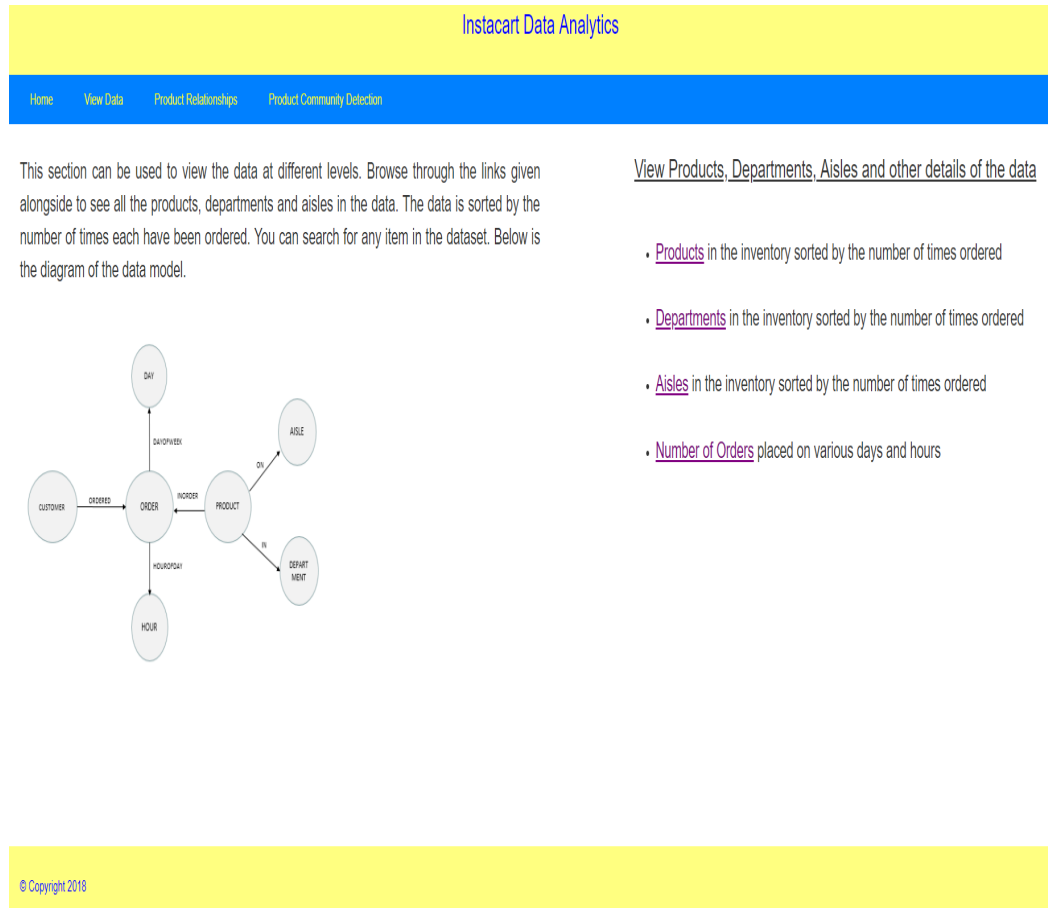 Instacart Data Analytics
Home View Data Product Relationships Product Community Detection
This section can be used to view the data at different levels. Browse through the links given
alongside to see all the products, departments and aisles in the data. The data is sorted by the
number of times each have been ordered. You can search for any item in the dataset. Below is
the diagram of the data model.
DAY
DAYOFWEEK
AISLE
ON
CUSTOMER
ORDERED
ORDER
INORDER
PRODUCT
IN
DEPART
MENT
HOUROFDAY
HOUR
View Products, Departments, Aisles and other details of the data
• Products in the inventory sorted by the number of times ordered
• Departments in the inventory sorted by the number of times ordered
• Aisles in the inventory sorted by the number of times ordered
• Number of Orders placed on various days and hours
© Copyright 2018